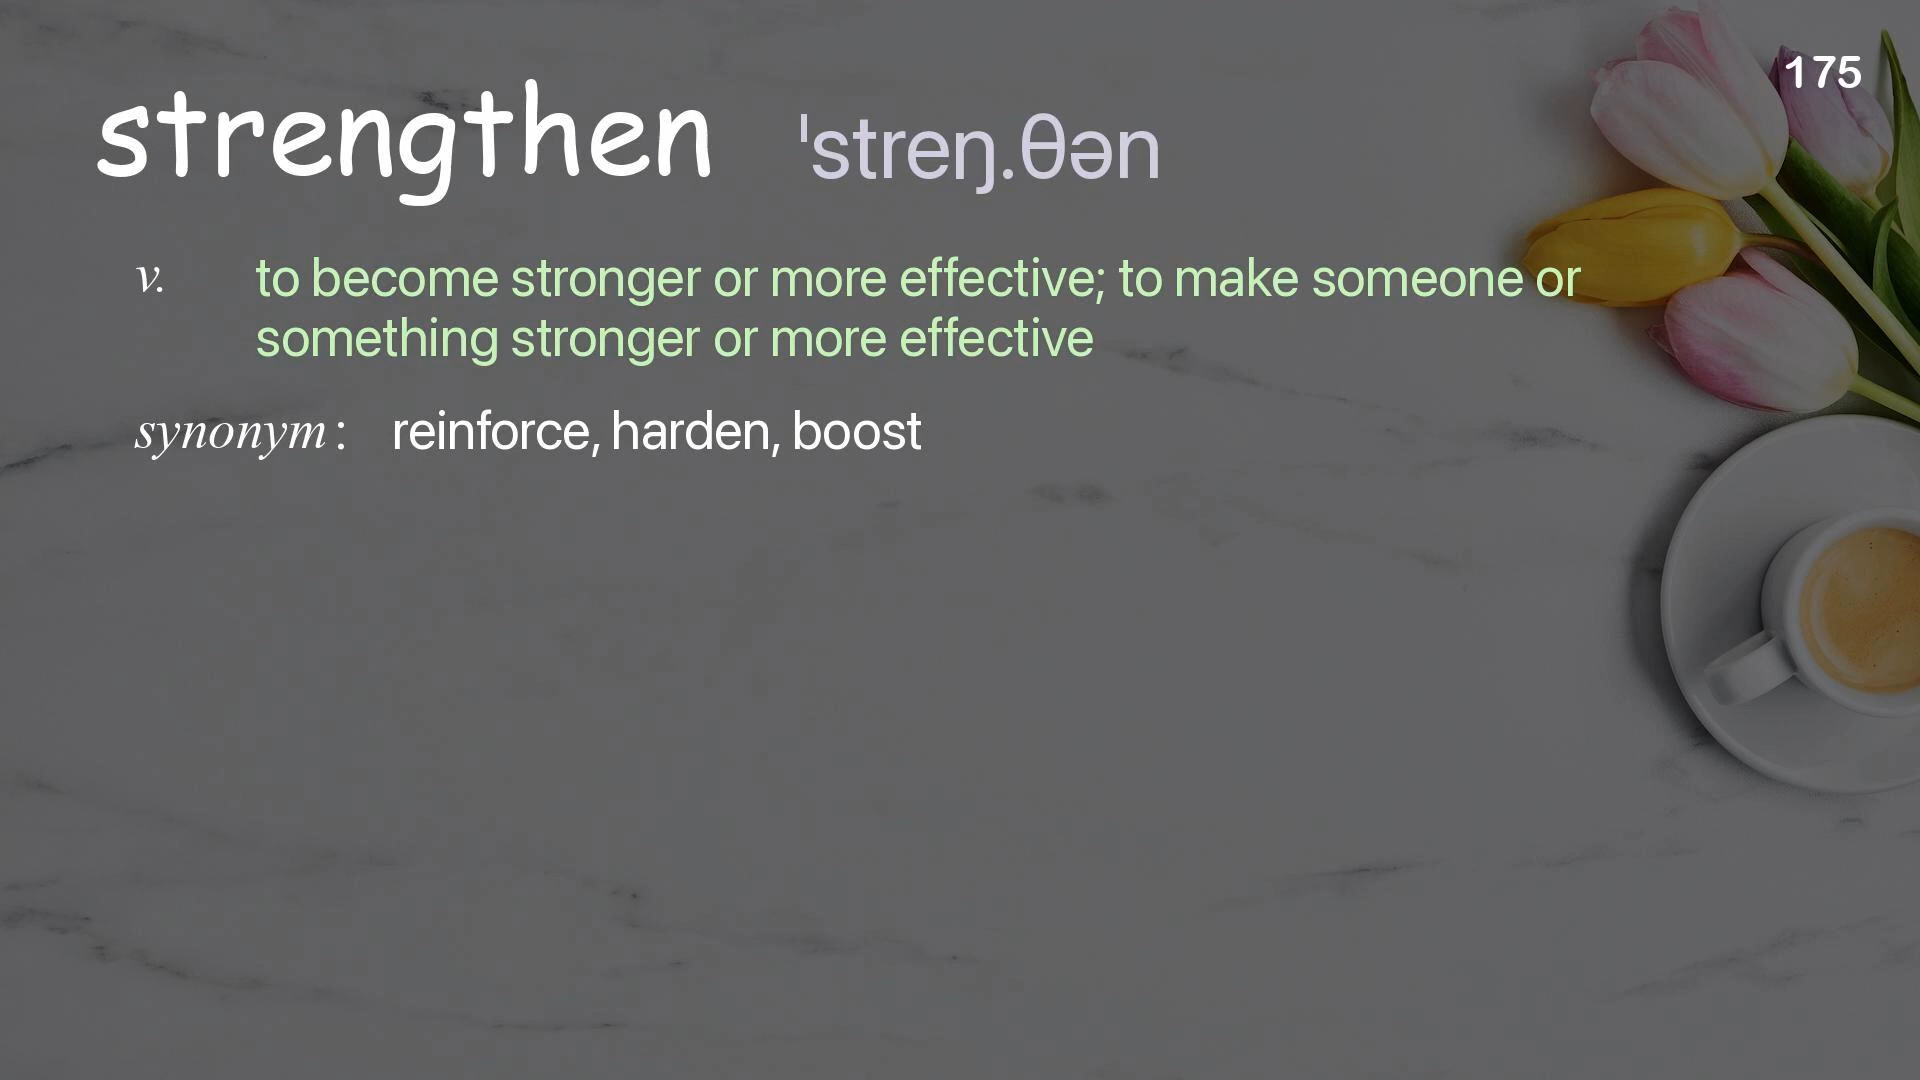 175
strengthen ˈstreŋ.θən
v. to become stronger or more effective; to make someone or
something stronger or more effective
synonym : reinforce, harden, boost